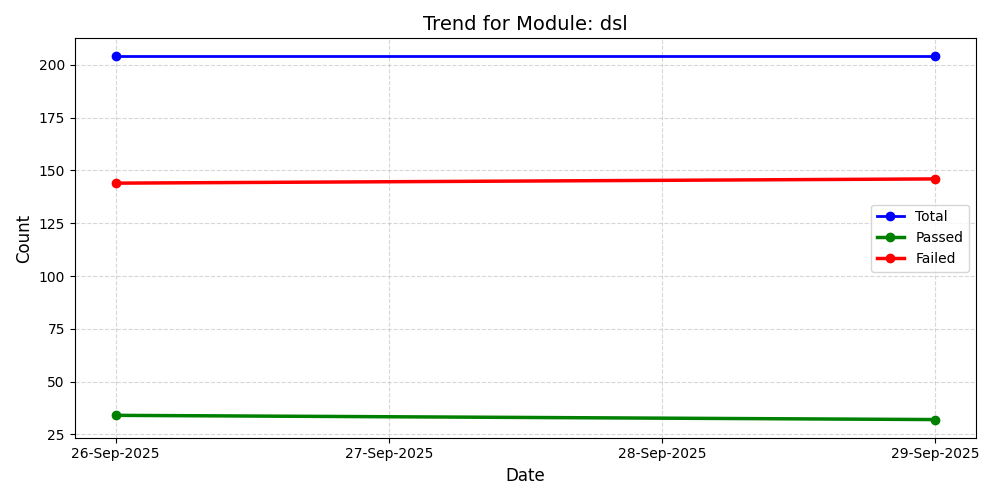 Trend for Module: dsl
200
175
150
125
100
75
50
25
Count
Total
Passed
Failed
26-Sep-2025 27-Sep-2025 28-Sep-2025 29-Sep-2025
Date